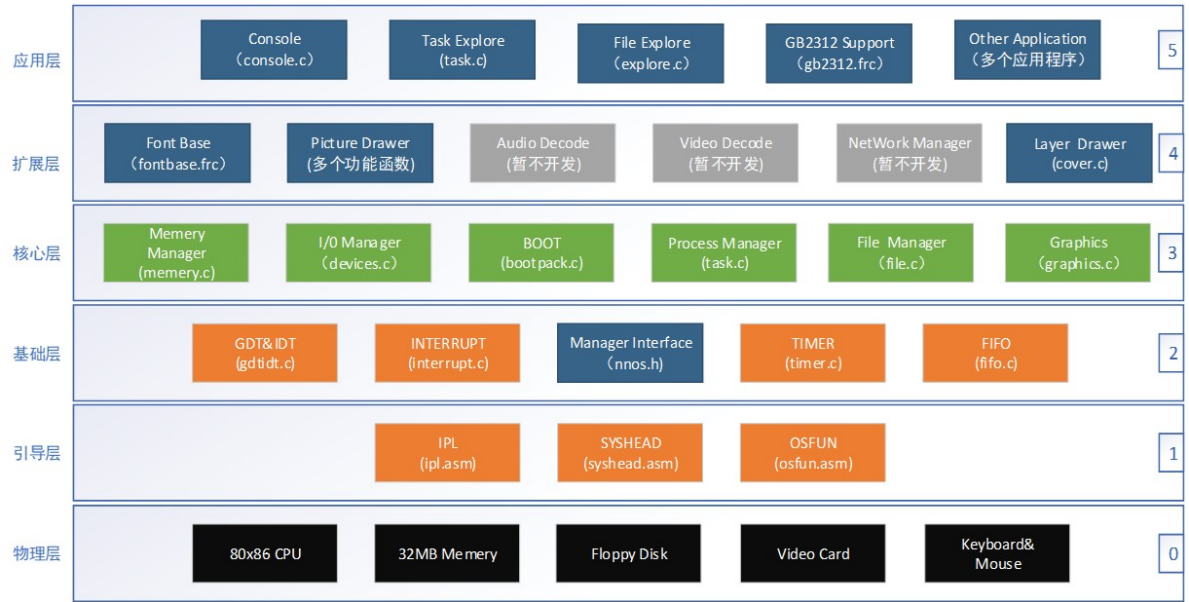 应用层
Console
（console.c）
Task Explore
(task.c)
File Explore
（explore.c）
GB2312 Support
（gb2312.frc）
Other Application
（多个应用程序）
5
扩展层
Font Base
（fontbase.frc）
Picture Drawer
(多个功能函数)
Audio Decode
(暂不开发)
Video Decode
(暂不开发)
NetWork Manager
(暂不开发)
Layer Drawer
(cover.c)
4
核心层
Memery
Manager
(memery.c)
I/0 Manager
（devices.c）
BOOT
(bootpack.c)
Process Manager
(task.c)
File Manager
（file.c）
Graphics
（graphics.c）
3
基础层
GDT&IDT
(gdtidt.c)
INTERRUPT
(interrupt.c)
Manager Interface
（nnos.h）
TIMER
(timer.c)
FIFO
(fifo.c)
2
引导层
IPL
(ipl.asm)
SYSHEAD
(syshead.asm)
OSFUN
(osfun.asm)
1
物理层
80x86 CPU
32MB Memery
Floppy Disk
Video Card
Keyboard&
Mouse
0